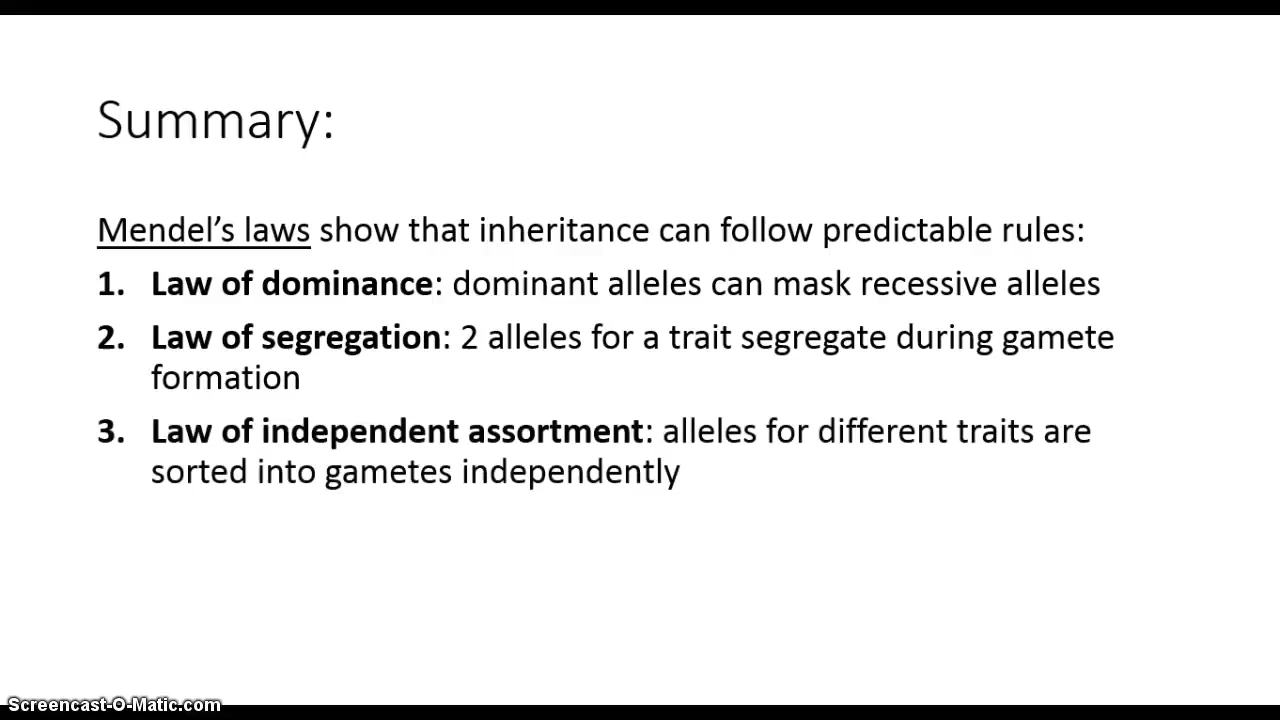 Summary:
Mendel’s laws show that inheritance can follow predictable rules:
1. Law of dominance: dominant alleles can mask recessive alleles
2. Law of segregation: 2 alleles for a trait segregate during gamete
formation
3. Law of independent assortment: alleles for different traits are
sorted into gametes independently
Screencast-O-Matic.com